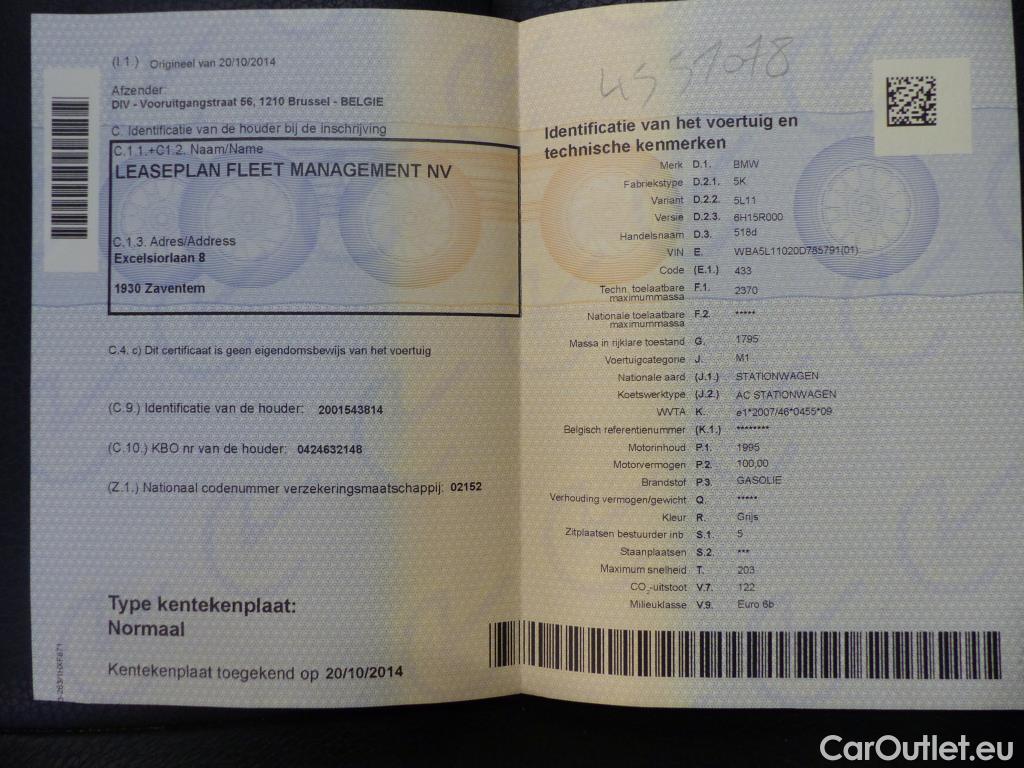 (I.1.) Origineel van 20/10/2014
Afzender:
DIV - Vooruitgangstraat 56, 1210 Brussel - BELGIE
C. Identificatie van de houder bij de inschrijving
C.1.1.+C1.2. Naam/Name
LEASEPLAN FLEET MANAGEMENT NV
C.1.3. Adres/Address
Excelsiorlaan 8
1930 Zaventem
C.4. c) Dit certificaat is geen eigendomsbewijs van het voertuig
(C.9.) Identificatie van de houder: 2001543814
(C.10.) KBO nr van de houder: 0424632148
(Z.1.) Nationaal codenummer verzekeringsmaatschappij: 02152
Type kentekenplaat:
Normaal
Kentekenplaat toegekend op 20/10/2014
Identificatie van het voertuig en
technische kenmerken
Merk D.1. BMW
Fabriekstype D.2.1. 5K
Variant D.2.2. 5L11
Versie D.2.3. 6H15R000
Handelsnaam D.3. 518d
VIN E. WBA5L11020D785791(01)
Code (E.1.) 433
Techn. toelaatbare F.1. 2370
maximummassa
Nationale toelaatbare F.2. *****
maximummassa
Massa in rijklare toestand G. 1795
Voertuigcategorie J. M1
Nationale aard (J.1.) STATIONWAGEN
Koetswerktype (J.2.) AC STATIONWAGEN
WVTA K. e1*2007/46*0455*09
Belgisch referentienummer (K.1.) ********
Motorinhoud P.1. 1995
Motorvermogen P.2. 100,00
Brandstof P.3. GASOLIE
Verhouding vermogen/gewicht Q. *****
Kleur R. Grijs
Zitplaatsen bestuurder inb S.1. 5
Staanplaatsen S.2. ***
Maximum snelheid T. 203
CO₂-uitstoot V.7. 122
Milieuklasse V.9. Euro 6b
CarOutlet.eu